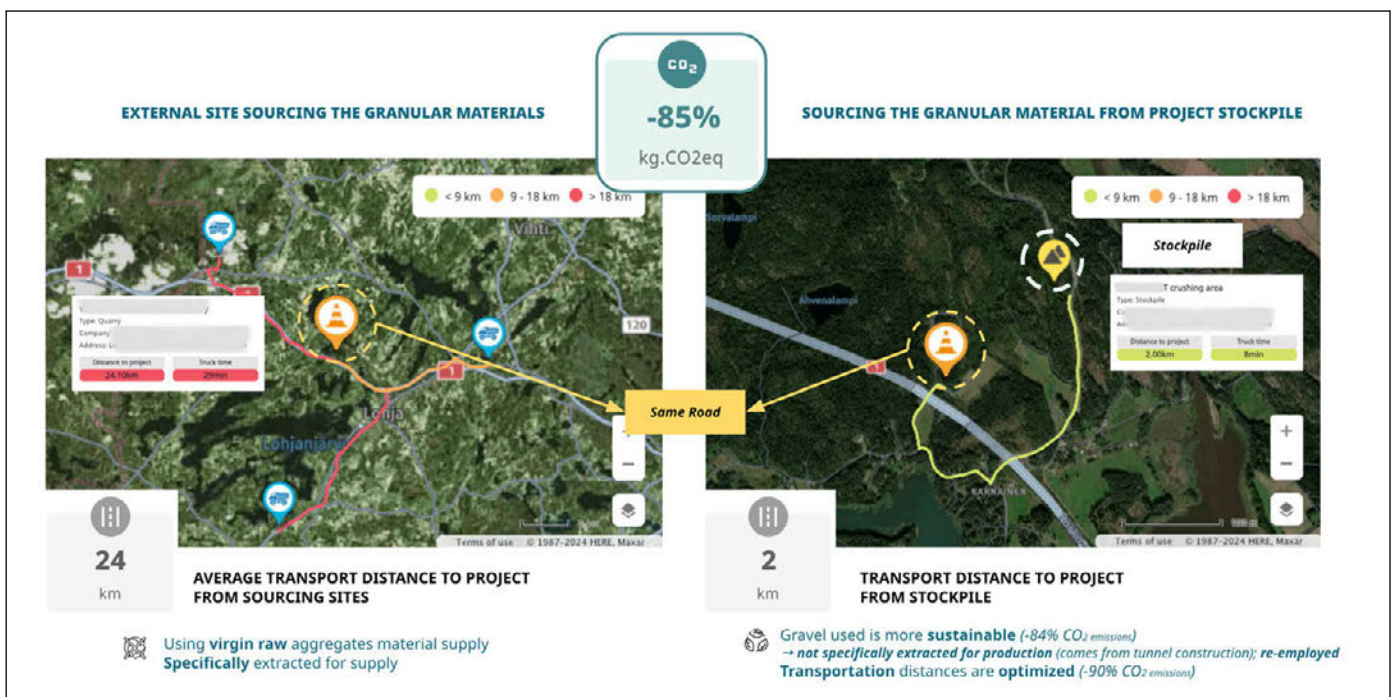 CO2
-85%
kg.CO2eq
EXTERNAL SITE SOURCING THE GRANULAR MATERIALS
SOURCING THE GRANULAR MATERIAL FROM PROJECT STOCKPILE
< 9 km 9 - 18 km > 18 km
Vihti
1
1
120
Type: Quarry
Company
Address: Lo
Distance to project Truck time
24.10km 29min
1
Lohja
Lohjanjärvi
Terms of use © 1987-2024 HERE, Maxar
Same Road
< 9 km 9 - 18 km > 18 km
Sorvalampi
Stockpile
T crushing area
Type: Stockpile
Distance to project Truck time
2.00km 8min
Ahvenalampi
1
KARNAINEN
Terms of use © 1987-2024 HERE, Maxar
24
km
AVERAGE TRANSPORT DISTANCE TO PROJECT
FROM SOURCING SITES
Using virgin raw aggregates material supply
Specifically extracted for supply
2
km
TRANSPORT DISTANCE TO PROJECT
FROM STOCKPILE
Gravel used is more sustainable (-84% CO2 emissions)
→ not specifically extracted for production (comes from tunnel construction); re-employed
Transportation distances are optimized (-90% CO2 emissions)